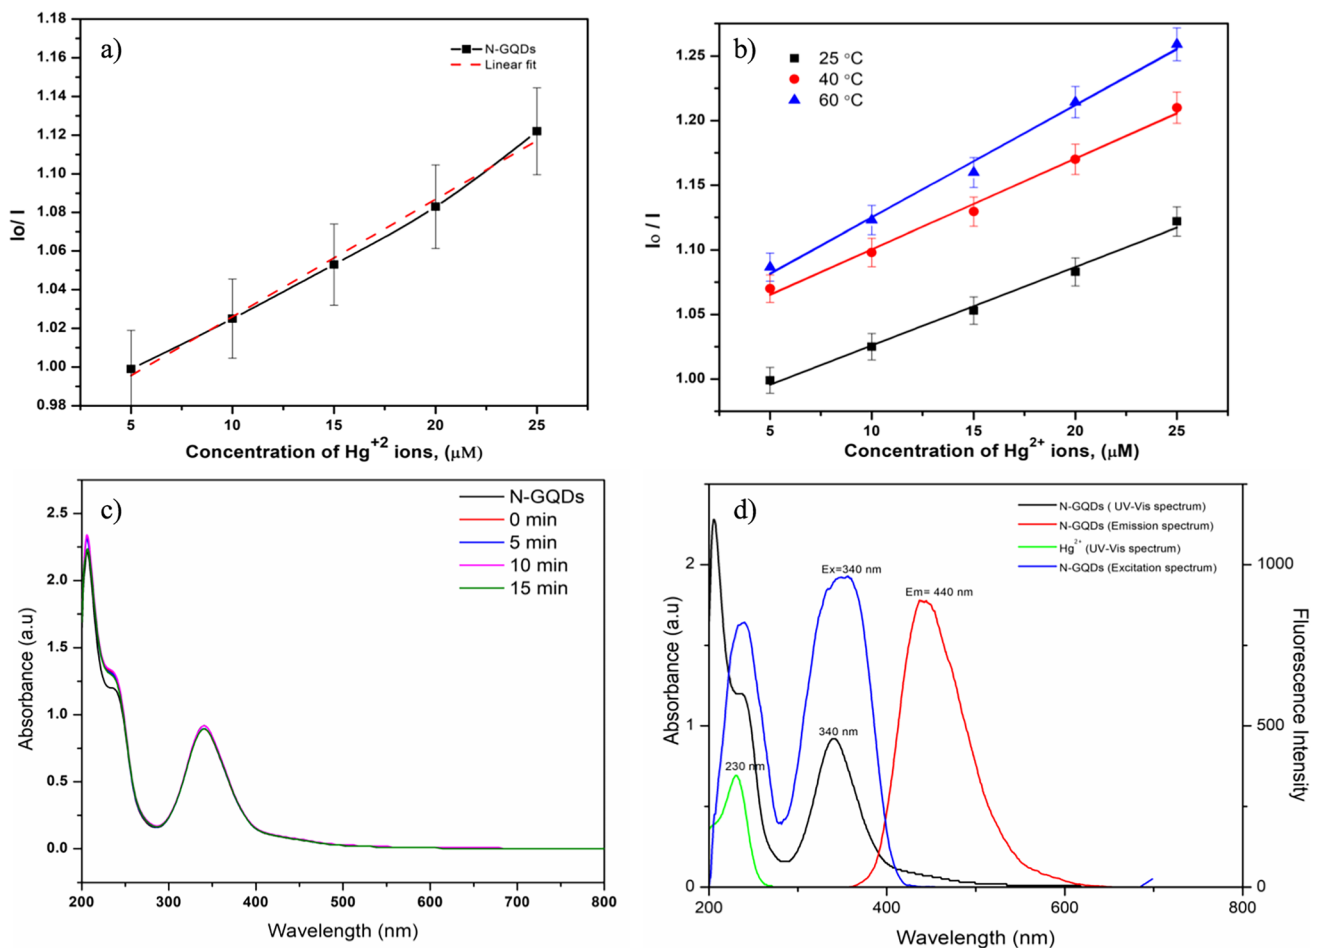 a)
N-GQDs
Linear fit
1.18
1.16
1.14
1.12
1.10
1.08
1.06
1.04
1.02
1.00
0.98
Io/ I
5 10 15 20 25
Concentration of Hg+2 ions, (μM)
b)
25 °C
40 °C
60 °C
1.25
1.20
1.15
1.10
1.05
1.00
Io / I
5 10 15 20 25
Concentration of Hg2+ ions, (μM)
c)
N-GQDs
0 min
5 min
10 min
15 min
2.5
2.0
1.5
1.0
0.5
0.0
Absorbance (a.u)
200 300 400 500 600 700 800
Wavelength (nm)
d)
N-GQDs ( UV-Vis spectrum)
N-GQDs (Emission spectrum)
Hg2+ (UV-Vis spectrum)
N-GQDs (Excitation spectrum)
Ex=340 nm
Em= 440 nm
340 nm
230 nm
2
1
0
Absorbance (a.u)
1000
500
0
Fluorescence Intensity
200 400 600 800
Wavelength (nm)